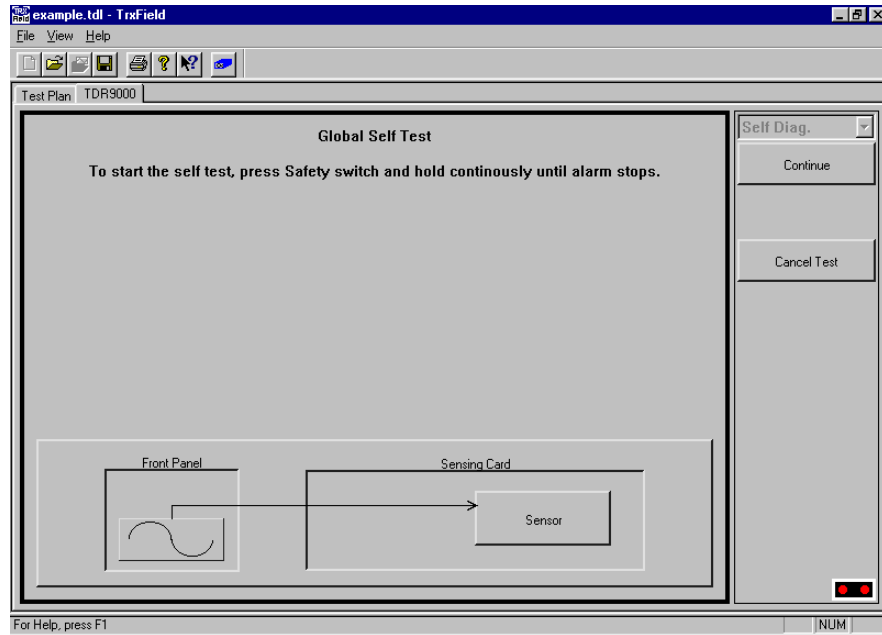 example.tdl - TrxField
File View Help
Test Plan TDR9000
Global Self Test
To start the self test, press Safety switch and hold continously until alarm stops.
Self Diag.
Continue
Cancel Test
Front Panel
Sensing Card
Sensor
For Help, press F1
NUM